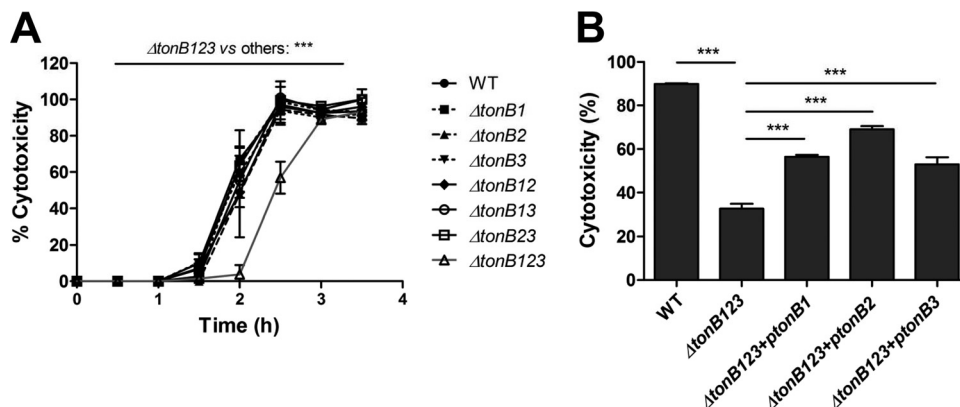 A
ΔtonB123 vs others: ***
120
100
80
60
40
20
0
% Cytotoxicity
0 1 2 3 4
Time (h)
WT
ΔtonB1
ΔtonB2
ΔtonB3
ΔtonB12
ΔtonB13
ΔtonB23
ΔtonB123
B
***
***
***
***
100
80
60
40
20
0
Cytotoxicity (%)
WT
ΔtonB123
ΔtonB123+ptonB1
ΔtonB123+ptonB2
ΔtonB123+ptonB3